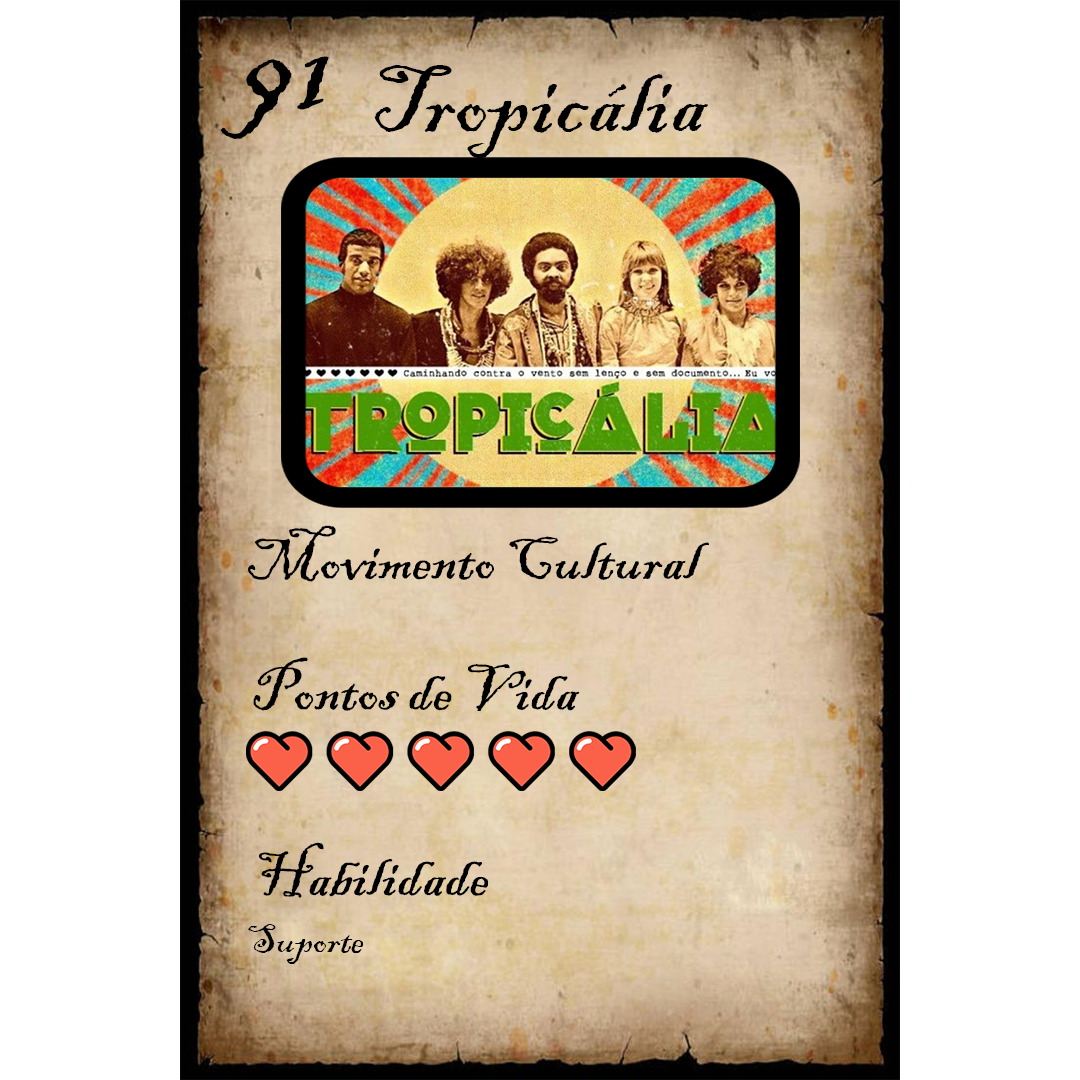 91 Tropicália
Caminhando contra o vento sem lenço e sem documento... Eu vo
TROPICÁLIA
Movimento Cultural
Pontos de Vida
Habilidade
Suporte